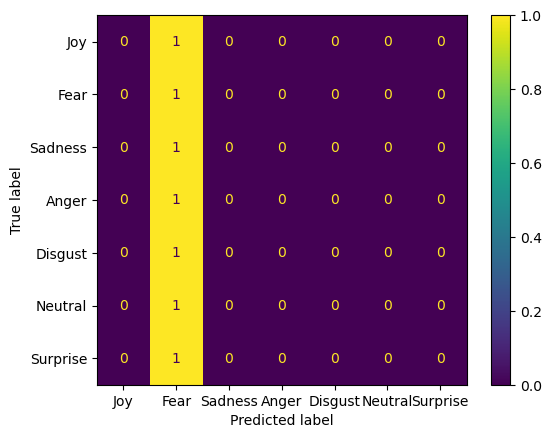 Joy 0 1 0 0 0 0 0
Fear 0 1 0 0 0 0 0
Sadness 0 1 0 0 0 0 0
Anger 0 1 0 0 0 0 0
Disgust 0 1 0 0 0 0 0
Neutral 0 1 0 0 0 0 0
Surprise 0 1 0 0 0 0 0
Joy Fear Sadness Anger Disgust Neutral Surprise
Predicted label
True label
1.0
0.8
0.6
0.4
0.2
0.0